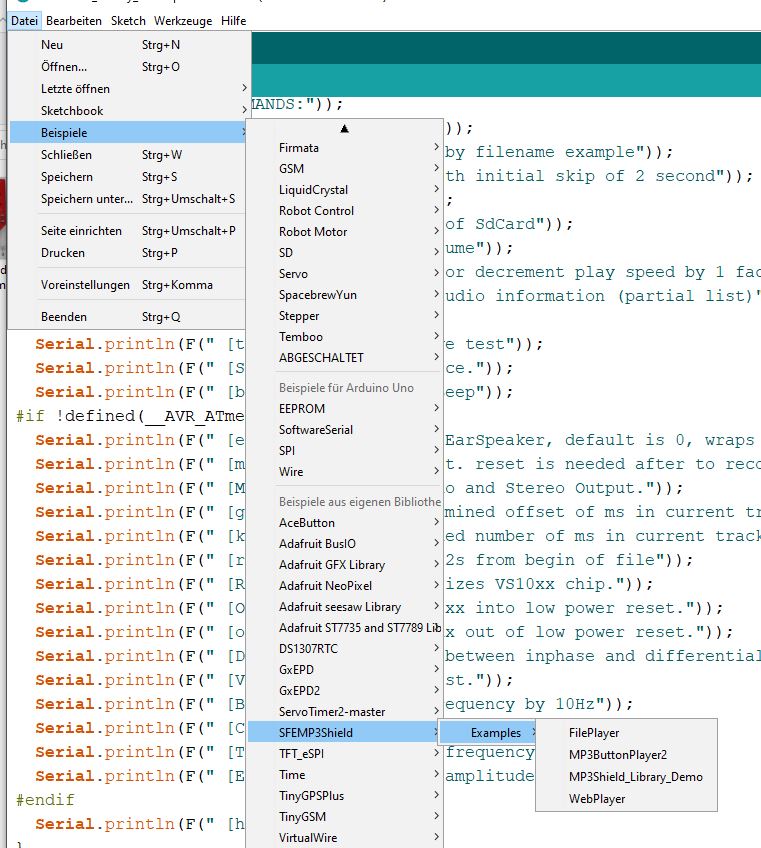 Datei Bearbeiten Sketch Werkzeuge Hilfe
Neu Strg+N
Öffnen... Strg+O
Letzte öffnen
Sketchbook
Beispiele
Schließen Strg+W
Speichern Strg+S
Speichern unter... Strg+Umschalt+S
Seite einrichten Strg+Umschalt+P
Drucken Strg+P
Voreinstellungen Strg+Komma
Beenden Strg+Q
Firmata
GSM
LiquidCrystal
Robot Control
Robot Motor
SD
Servo
SpacebrewYun
Stepper
Temboo
ABGESCHALTET
Beispiele für Arduino Uno
EEPROM
SoftwareSerial
SPI
Wire
Beispiele aus eigenen Bibliothe
AceButton
Adafruit BusIO
Adafruit GFX Library
Adafruit NeoPixel
Adafruit seesaw Library
Adafruit ST7735 and ST7789 Lib
DS1307RTC
GxEPD
GxEPD2
ServoTimer2-master
SFEMP3Shield
TFT_eSPI
Time
TinyGPSPlus
TinyGSM
VirtualWire
Examples
FilePlayer
MP3ButtonPlayer2
MP3Shield_Library_Demo
WebPlayer
MANDS:"));
));
by filename example"));
th initial skip of 2 second"));
;
of SdCard"));
ume"));
or decrement play speed by 1 fac
udio information (partial list)"
Serial.println(F(" [t e test"));
Serial.println(F(" [S ce."));
Serial.println(F(" [b eep"));
#if !defined(__AVR_ATme
Serial.println(F(" [e EarSpeaker, default is 0, wraps
Serial.println(F(" [m t. reset is needed after to reco
Serial.println(F(" [M o and Stereo Output."));
Serial.println(F(" [g mined offset of ms in current tr
Serial.println(F(" [k ed number of ms in current track
Serial.println(F(" [r 2s from begin of file"));
Serial.println(F(" [R izes VS10xx chip."));
Serial.println(F(" [O xx into low power reset."));
Serial.println(F(" [o x out of low power reset."));
Serial.println(F(" [D between inphase and differential
Serial.println(F(" [V st."));
Serial.println(F(" [B equency by 10Hz"));
Serial.println(F(" [C
Serial.println(F(" [T frequency
Serial.println(F(" [E amplitude
#endif
Serial.println(F(" [h